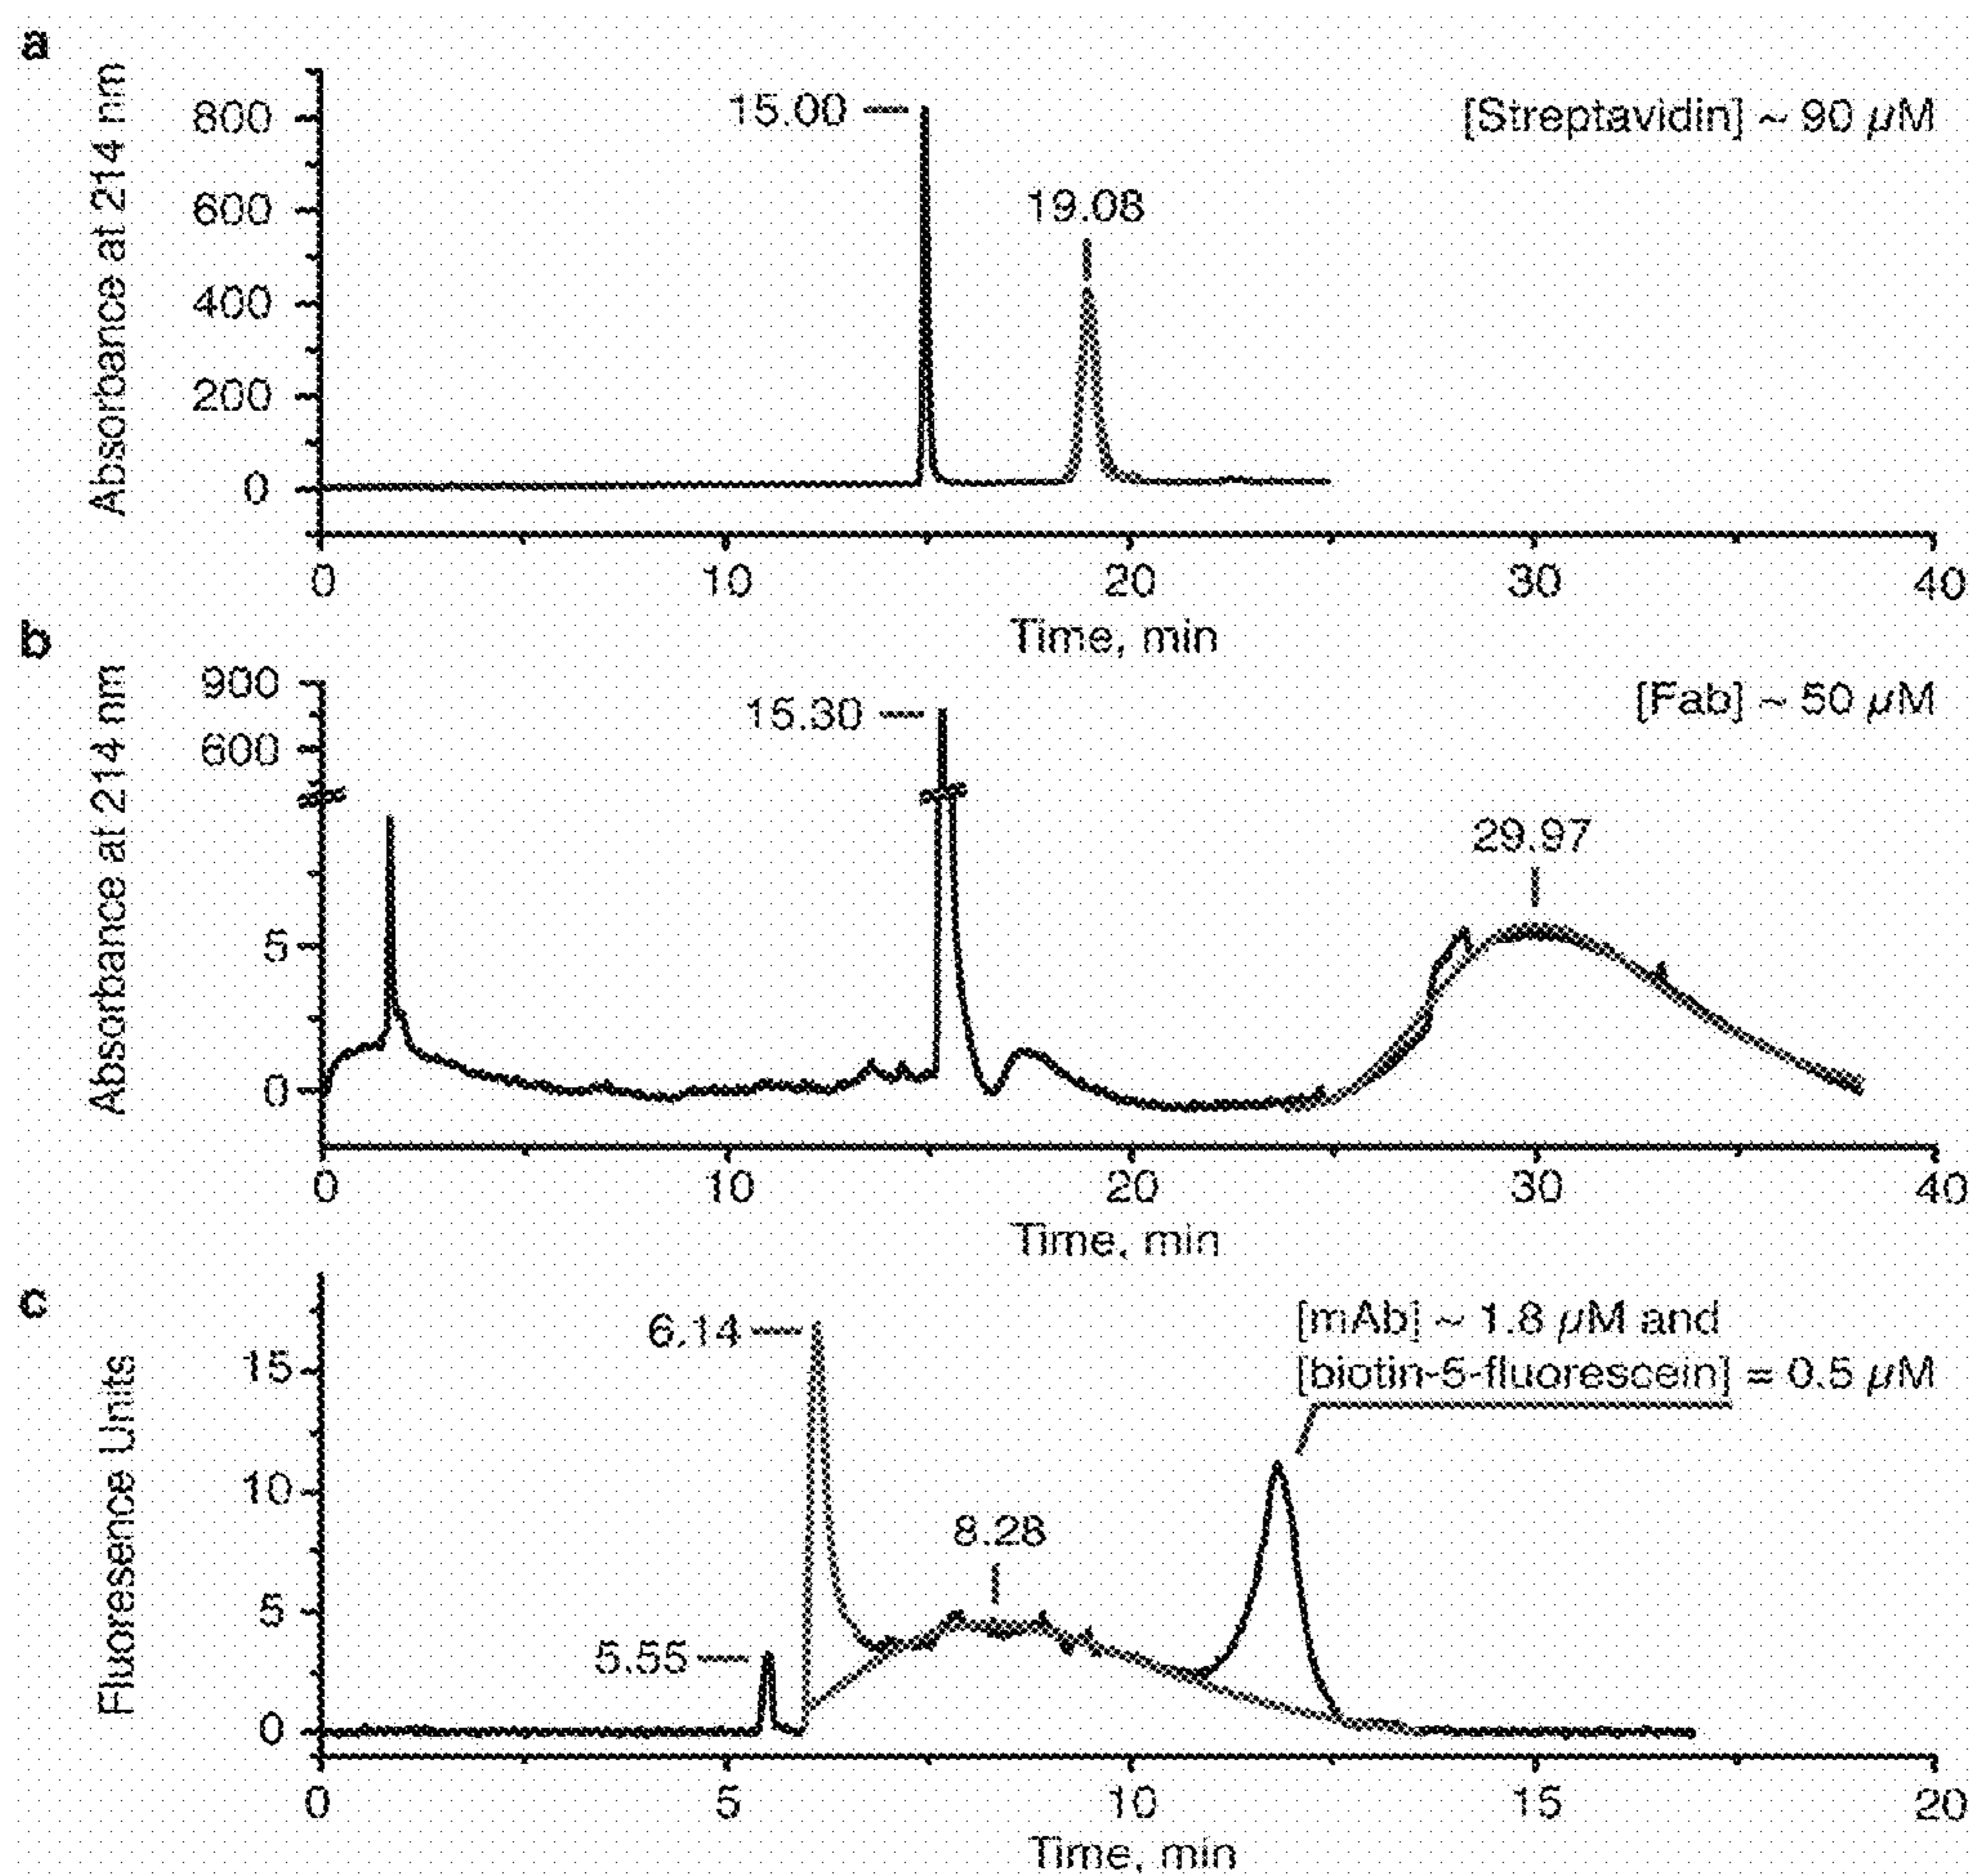 a
Absorbance at 214 nm
800
600
400
200
0
15.00
19.08
[Streptavidin] ~ 90 µM
0 10 20 30 40
Time, min
b
Absorbance at 214 nm
900
600
5
0
15.30
29.97
[Fab] ~ 50 µM
0 10 20 30 40
Time, min
c
Fluoresence Units
15
10
5
0
6.14
5.55
8.28
[mAb] ~ 1.8 µM and
[biotin-5-fluorescein] = 0.5 µM
0 5 10 15 20
Time, min